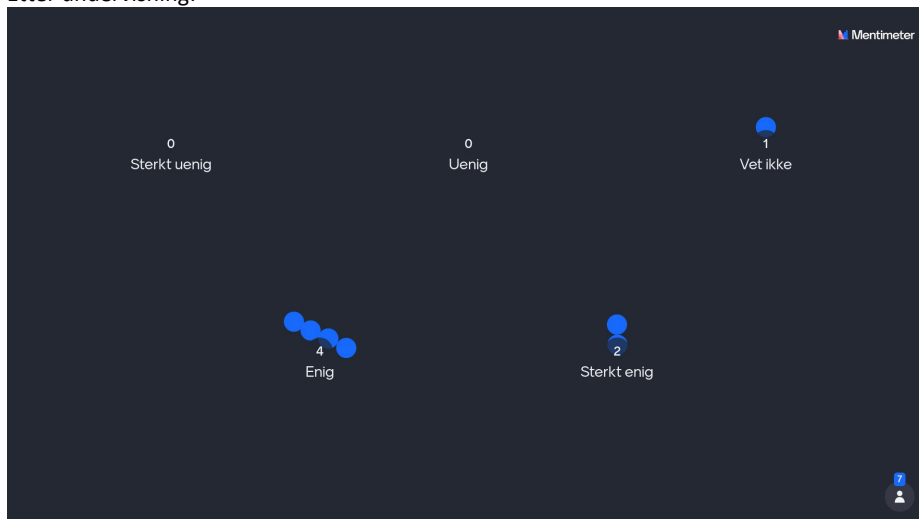 Etter undervisning:
Mentimeter
0
Sterkt uenig
0
Uenig
1
Vet ikke
4
Enig
2
Sterkt enig
7